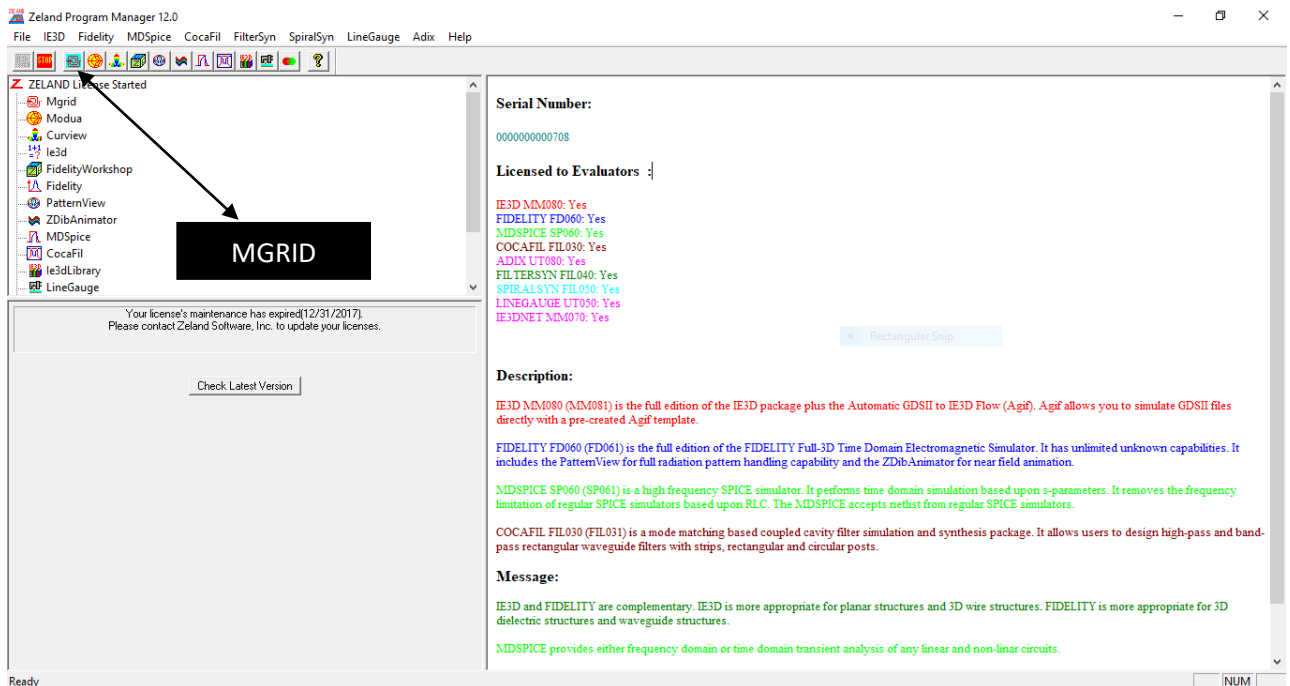 Zeland Program Manager 12.0
File IE3D Fidelity MDSpice CocaFil FilterSyn SpiralSyn LineGauge Adix Help
STOP
ZELAND License Started
Mgrid
Modua
Curview
Ie3d
FidelityWorkshop
Fidelity
PatternView
ZDibAnimator
MDSpice
CocaFil
Ie3dLibrary
LineGauge
MGRID
Your license's maintenance has expired(12/31/2017).
Please contact Zeland Software, Inc. to update your licenses.
Check Latest Version
Serial Number:
0000000000708
Licensed to Evaluators :
IE3D MM080: Yes
FIDELITY FD060: Yes
MDSPICE SP060: Yes
COCAFIL FIL030: Yes
ADIX UT080: Yes
FILTERSYN FIL040: Yes
SPIRALSYN FIL050: Yes
LINEGAUGE UT050: Yes
IE3DNET MM070: Yes
Rectangular Snip
Description:
IE3D MM080 (MM081) is the full edition of the IE3D package plus the Automatic GDSII to IE3D Flow (Agif). Agif allows you to simulate GDSII files
directly with a pre-created Agif template.
FIDELITY FD060 (FD061) is the full edition of the FIDELITY Full-3D Time Domain Electromagnetic Simulator. It has unlimited unknown capabilities. It
includes the PatternView for full radiation pattern handling capability and the ZDibAnimator for near field animation.
MDSPICE SP060 (SP061) is a high frequency SPICE simulator. It performs time domain simulation based upon s-parameters. It removes the frequency
limitation of regular SPICE simulators based upon RLC. The MDSPICE accepts netlist from regular SPICE simulators.
COCAFIL FIL030 (FIL031) is a mode matching based coupled cavity filter simulation and synthesis package. It allows users to design high-pass and band-
pass rectangular waveguide filters with strips, rectangular and circular posts.
Message:
IE3D and FIDELITY are complementary. IE3D is more appropriate for planar structures and 3D wire structures. FIDELITY is more appropriate for 3D
dielectric structures and waveguide structures.
MDSPICE provides either frequency domain or time domain transient analysis of any linear and non-linar circuits.
Ready
NUM